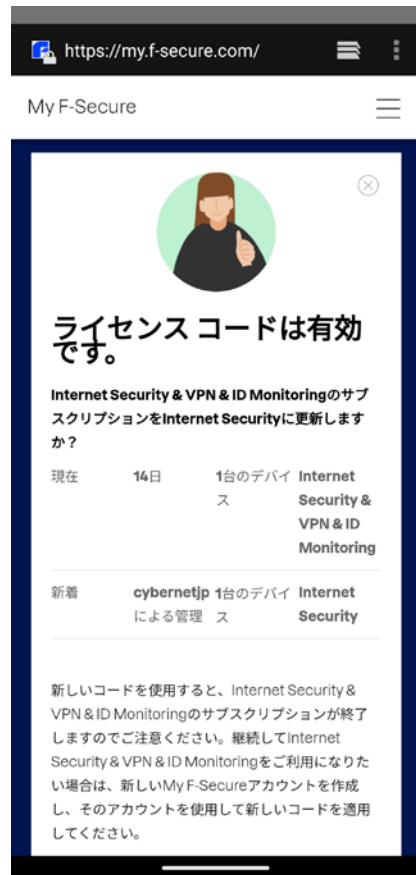 https://my.f-secure.com/
My F-Secure
ライセンス コードは有効
です。
Internet Security & VPN & ID Monitoringのサブ
スクリプションをInternet Securityに更新します
か？
現在 14日 1台のデバイ Internet
ス Security &
VPN & ID
Monitoring
新着 cybernetjp 1台のデバイ Internet
による管理 ス Security
新しいコードを使用すると、Internet Security &
VPN & ID Monitoringのサブスクリプションが終了
しますのでご注意ください。継続してInternet
Security & VPN & ID Monitoringをご利用になりた
い場合は、新しいMy F-Secureアカウントを作成
し、そのアカウントを使用して新しいコードを適用
してください。